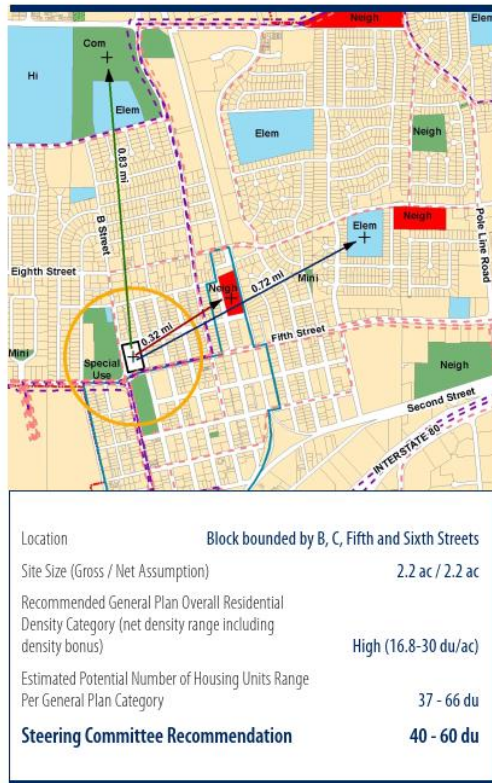 Neigh
Elem
Com
Hi
Elem
Elem
Neigh
0.83 mi
B Street
Elem
Neigh
Pole Line Road
Eighth Street
Mini
Neigh
0.72 mi
0.32 mi
Fifth Street
Mini
Special
Use
Neigh
Second Street
INTERSTATE 80
Location Block bounded by B, C, Fifth and Sixth Streets
Site Size (Gross / Net Assumption) 2.2 ac / 2.2 ac
Recommended General Plan Overall Residential
Density Category (net density range including
density bonus) High (16.8-30 du/ac)
Estimated Potential Number of Housing Units Range
Per General Plan Category 37 - 66 du
Steering Committee Recommendation 40 - 60 du